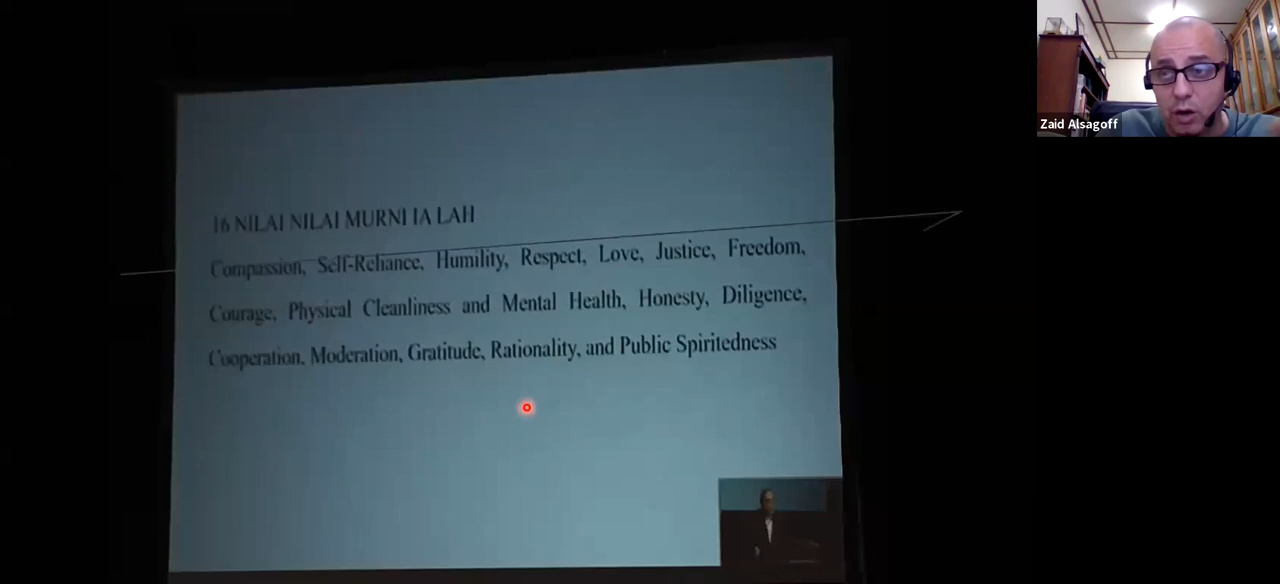 Zaid Alsagoff
16 NILAI NILAI MURNI IA LAH
Compassion, Self-Reliance, Humility, Respect, Love, Justice, Freedom,
Courage, Physical Cleanliness and Mental Health, Honesty, Diligence,
Cooperation, Moderation, Gratitude, Rationality, and Public Spiritedness